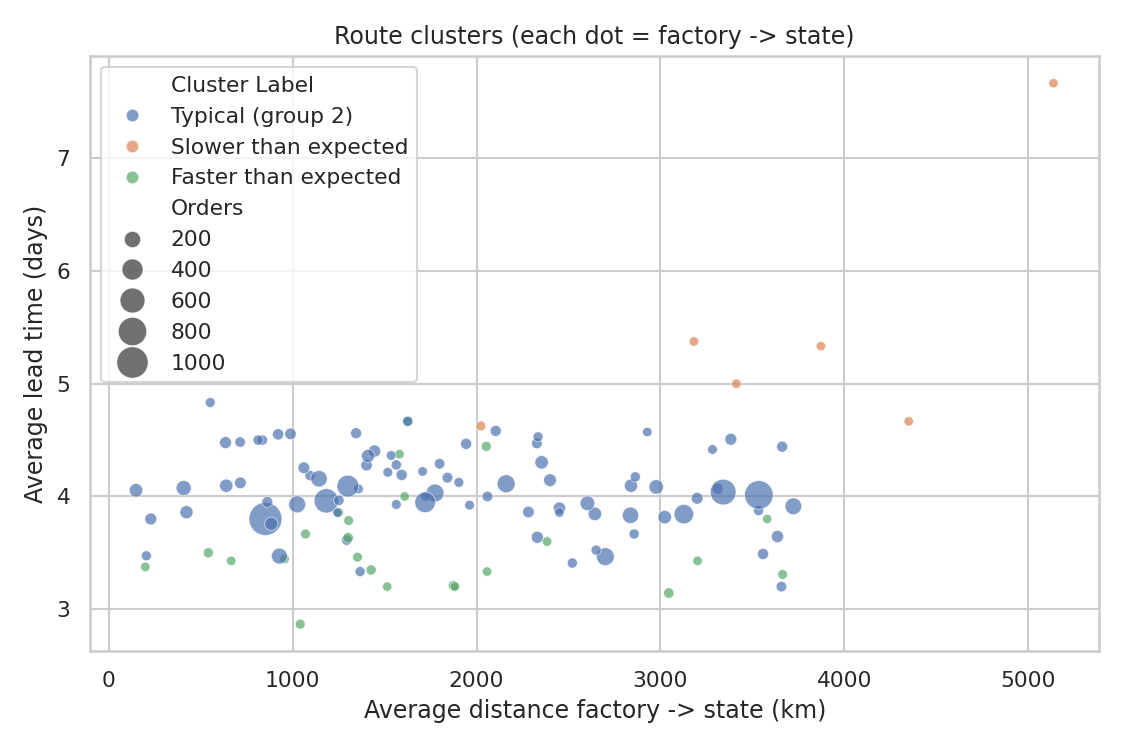 Route clusters (each dot = factory -> state)
Cluster Label
Typical (group 2)
Slower than expected
Faster than expected
Orders
200
400
600
800
1000
Average lead time (days)
7
6
5
4
3
0
1000
2000
3000
4000
5000
Average distance factory -> state (km)